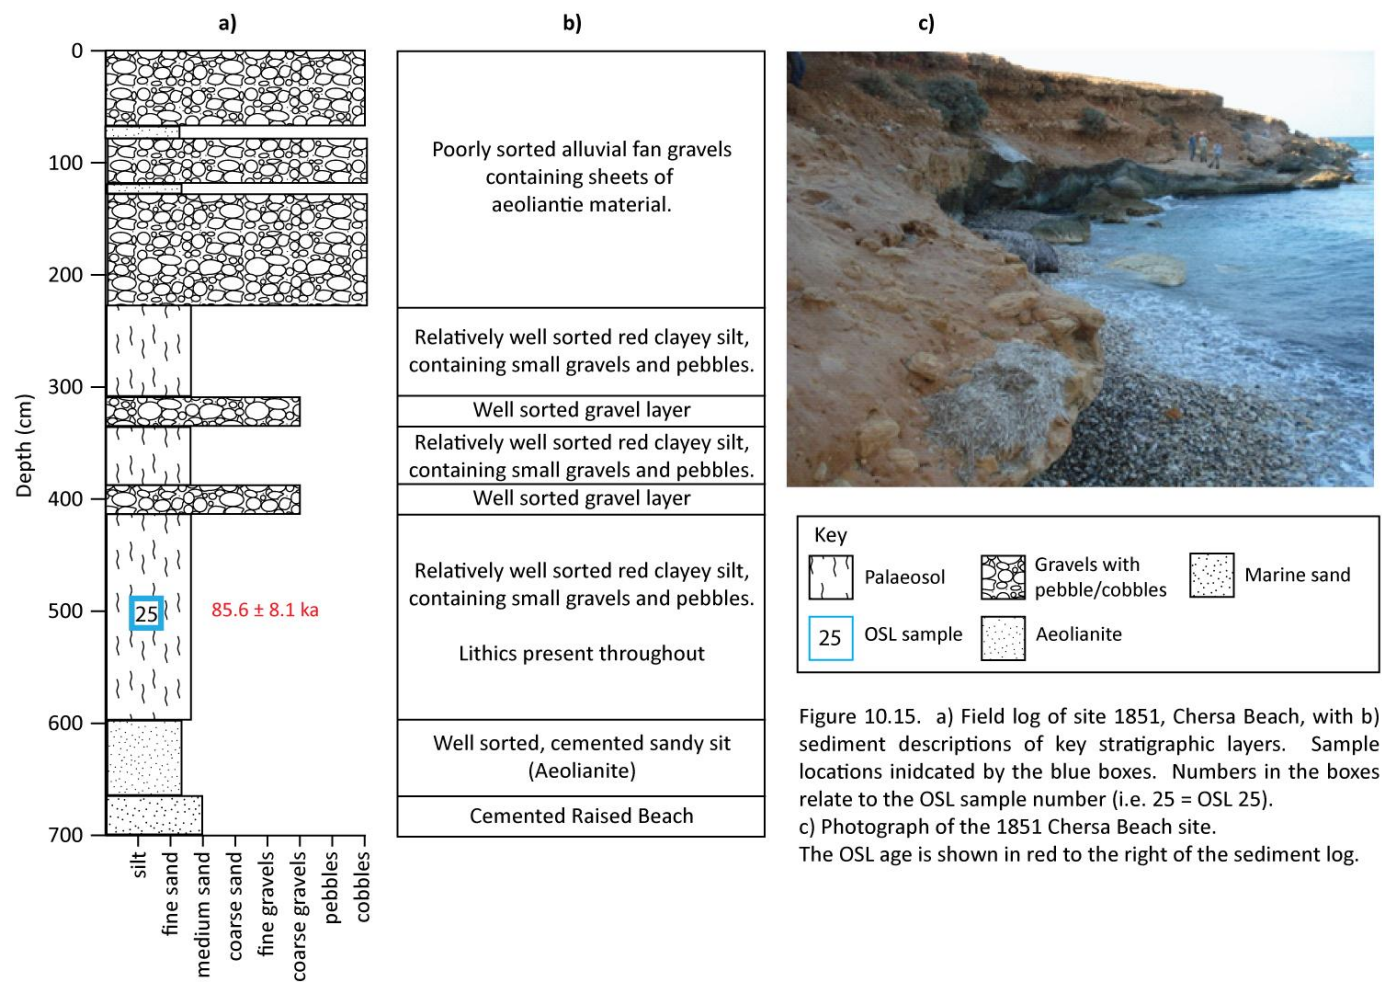 a)
b)
c)
0
100
200
300
400
500
600
700
Depth (cm)
25
85.6 ± 8.1 ka
silt
fine sand
medium sand
coarse sand
fine gravels
coarse gravels
pebbles
cobbles
Poorly sorted alluvial fan gravels
containing sheets of
aeoliantie material.
Relatively well sorted red clayey silt,
containing small gravels and pebbles.
Well sorted gravel layer
Relatively well sorted red clayey silt,
containing small gravels and pebbles.
Well sorted gravel layer
Relatively well sorted red clayey silt,
containing small gravels and pebbles.
Lithics present throughout
Well sorted, cemented sandy sit
(Aeolianite)
Cemented Raised Beach
Key
Palaeosol
Gravels with
pebble/cobbles
Marine sand
25
OSL sample
Aeolianite
Figure 10.15. a) Field log of site 1851, Chersa Beach, with b)
sediment descriptions of key stratigraphic layers. Sample
locations inidcated by the blue boxes. Numbers in the boxes
relate to the OSL sample number (i.e. 25 = OSL 25).
c) Photograph of the 1851 Chersa Beach site.
The OSL age is shown in red to the right of the sediment log.